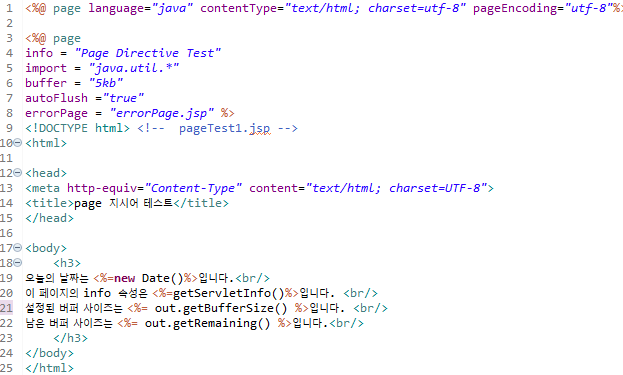 1 <%@ page language="java" contentType="text/html; charset=utf-8" pageEncoding="utf-8"%
2
3 <%@ page
4 info = "Page Directive Test"
5 import = "java.util.*"
6 buffer = "5kb"
7 autoFlush ="true"
8 errorPage = "errorPage.jsp" %>
9 <!DOCTYPE html> <!-- pageTest1.jsp -->
10 <html>
11
12 <head>
13 <meta http-equiv="Content-Type" content="text/html; charset=UTF-8">
14 <title>page 지시어 테스트</title>
15 </head>
16
17 <body>
18 <h3>
19 오늘의 날짜는 <%=new Date()%>입니다.<br/>
20 이 페이지의 info 속성은 <%=getServletInfo()%>입니다. <br/>
21 설정된 버퍼 사이즈는 <%= out.getBufferSize() %>입니다. <br/>
22 남은 버퍼 사이즈는 <%= out.getRemaining() %>입니다.<br/>
23 </h3>
24 </body>
25 </html>